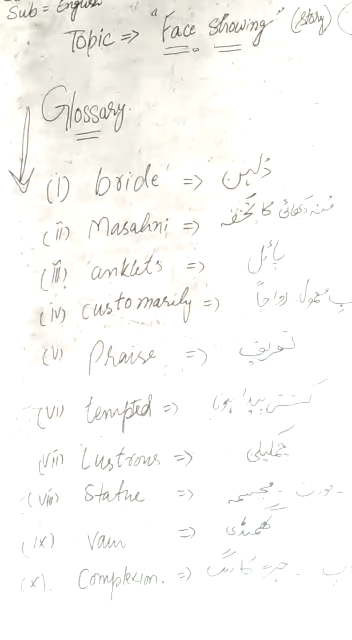 Sub = English
Topic => "Face showing" (story)
Glossary
(i) bride => دلہن
(ii) Masahni => منہ دکھائی کا تحفہ
(iii) anklets => پائل
(iv) customarily => معمول رواجاً
(v) Praise => تعریف
(vi) tempted => کشش پیدا ہونا
(vii) Lustrous => چمکیلی
(viii) Statue => مجسمہ
(ix) vain => گھمنڈی
(x). Complexion. => چہرے کا رنگ